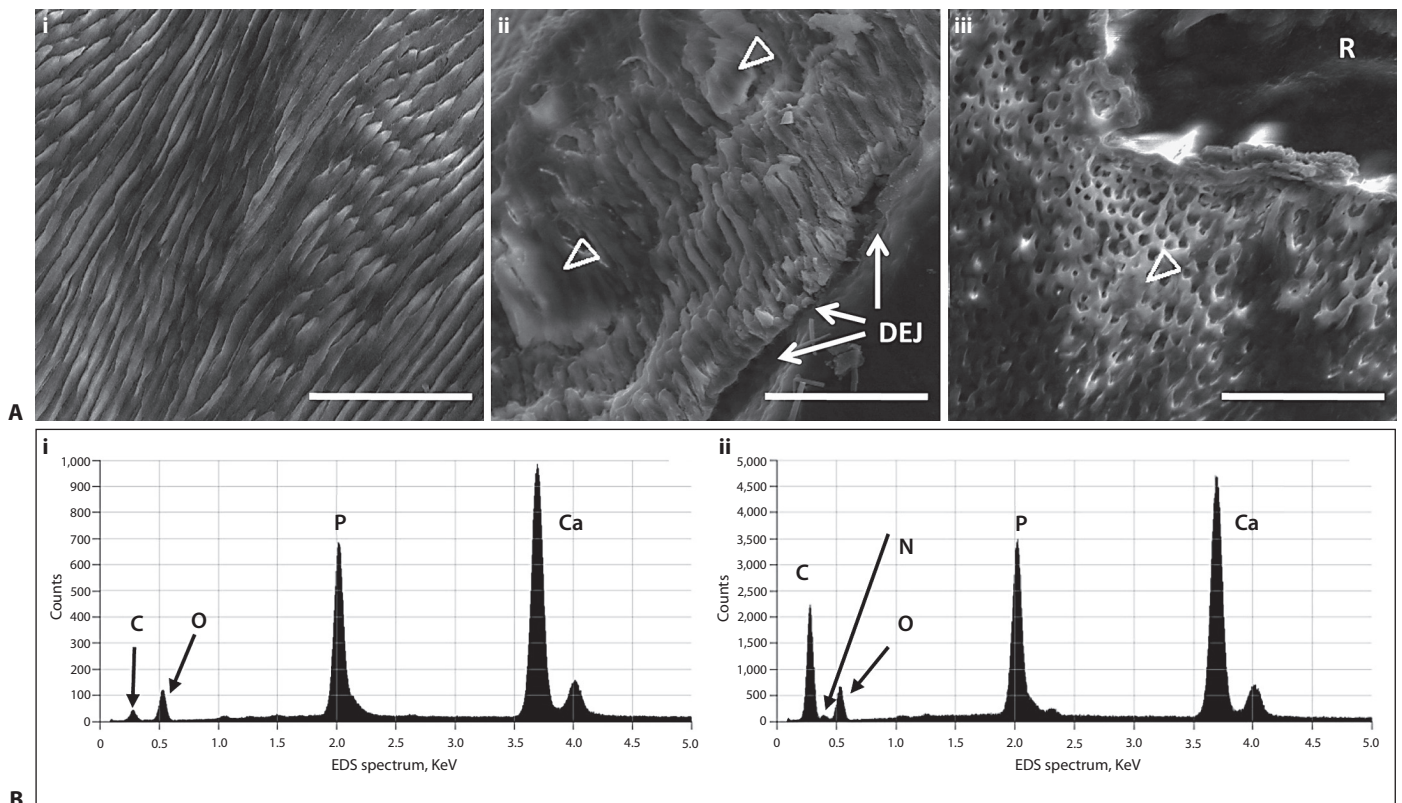 i
ii
iii
R
DEJ
A
i
Counts
1,000
900
800
700
600
500
400
300
200
100
0
C
O
P
Ca
0 0.5 1.0 1.5 2.0 2.5 3.0 3.5 4.0 4.5 5.0
EDS spectrum, KeV
ii
Counts
5,000
4,500
4,000
3,500
3,000
2,500
2,000
1,500
1,000
500
0
C
N
O
P
Ca
0 0.5 1.0 1.5 2.0 2.5 3.0 3.5 4.0 4.5 5.0
EDS spectrum, KeV
B